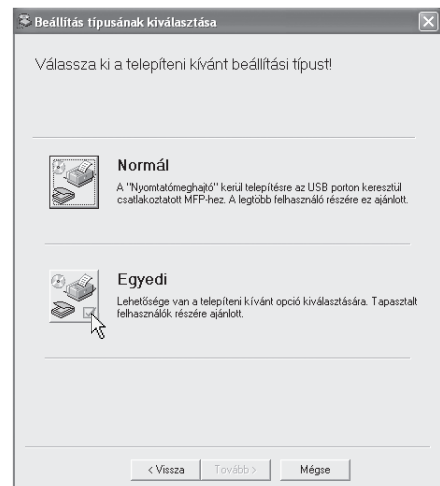 Beállítás típusának kiválasztása
Válassza ki a telepíteni kívánt beállítási típust!
Normál
A "Nyomtatómeghajtó" kerül telepítésre az USB porton keresztül
csatlakoztatott MFP-hez. A legtöbb felhasználó részére ez ajánlott.
Egyedi
Lehetősége van a telepíteni kívánt opció kiválasztására. Tapasztalt
felhasználók részére ajánlott.
< Vissza Tovább > Mégse